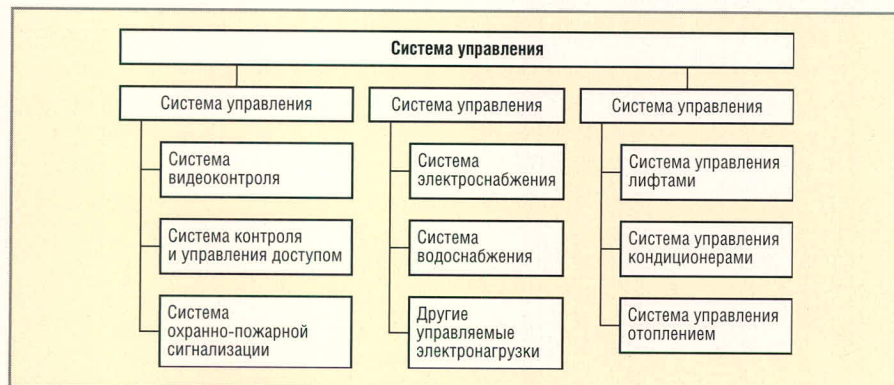 Система управления
Система управления
Система
видеоконтроля
Система контроля
и управления доступом
Система
охранно-пожарной
сигнализации
Система управления
Система
электроснабжения
Система
водоснабжения
Другие
управляемые
электронагрузки
Система управления
Система управления
лифтами
Система управления
кондиционерами
Система управления
отоплением